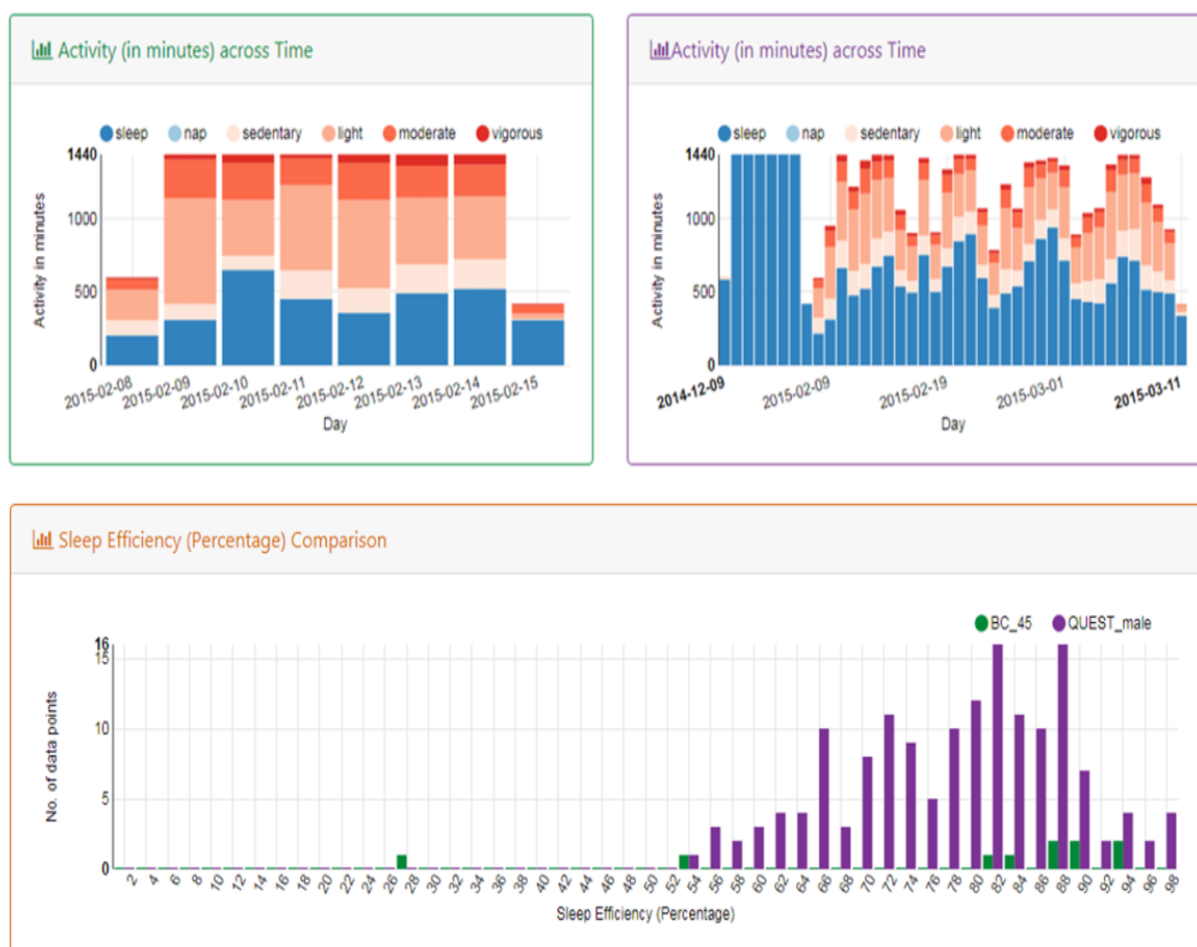 Activity (in minutes) across Time
sleep nap sedentary light moderate vigorous
1440
1000
500
0
Activity in minutes
2015-02-08 2015-02-09 2015-02-10 2015-02-11 2015-02-12 2015-02-13 2015-02-14 2015-02-15
Day
Activity (in minutes) across Time
sleep nap sedentary light moderate vigorous
1440
1000
500
0
Activity in minutes
2014-12-09 2015-02-09 2015-02-19 2015-03-01 2015-03-11
Day
Sleep Efficiency (Percentage) Comparison
BC_45 QUEST_male
16
15
10
5
0
No. of data points
2 4 6 8 10 12 14 16 18 20 22 24 26 28 30 32 34 36 38 40 42 44 46 48 50 52 54 56 58 60 62 64 66 68 70 72 74 76 78 80 82 84 86 88 90 92 94 96 98
Sleep Efficiency (Percentage)